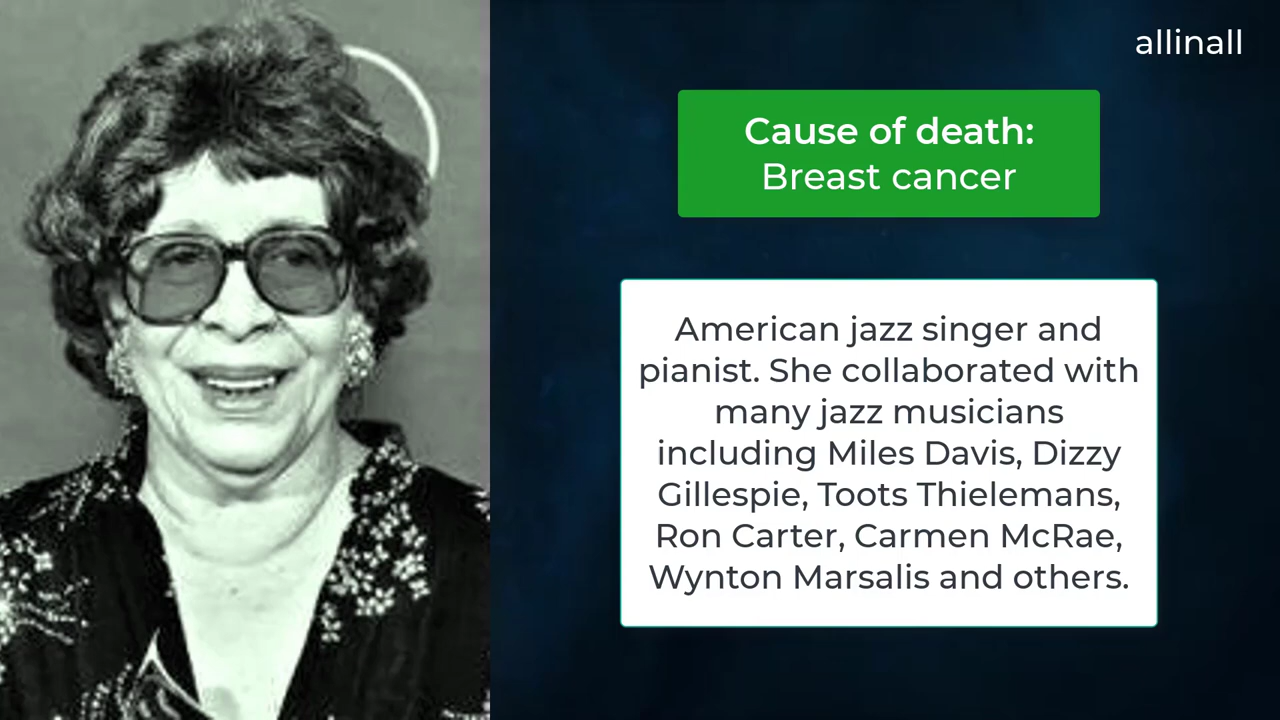 allinall
Cause of death:
Breast cancer
American jazz singer and
pianist. She collaborated with
many jazz musicians
including Miles Davis, Dizzy
Gillespie, Toots Thielemans,
Ron Carter, Carmen McRae,
Wynton Marsalis and others.